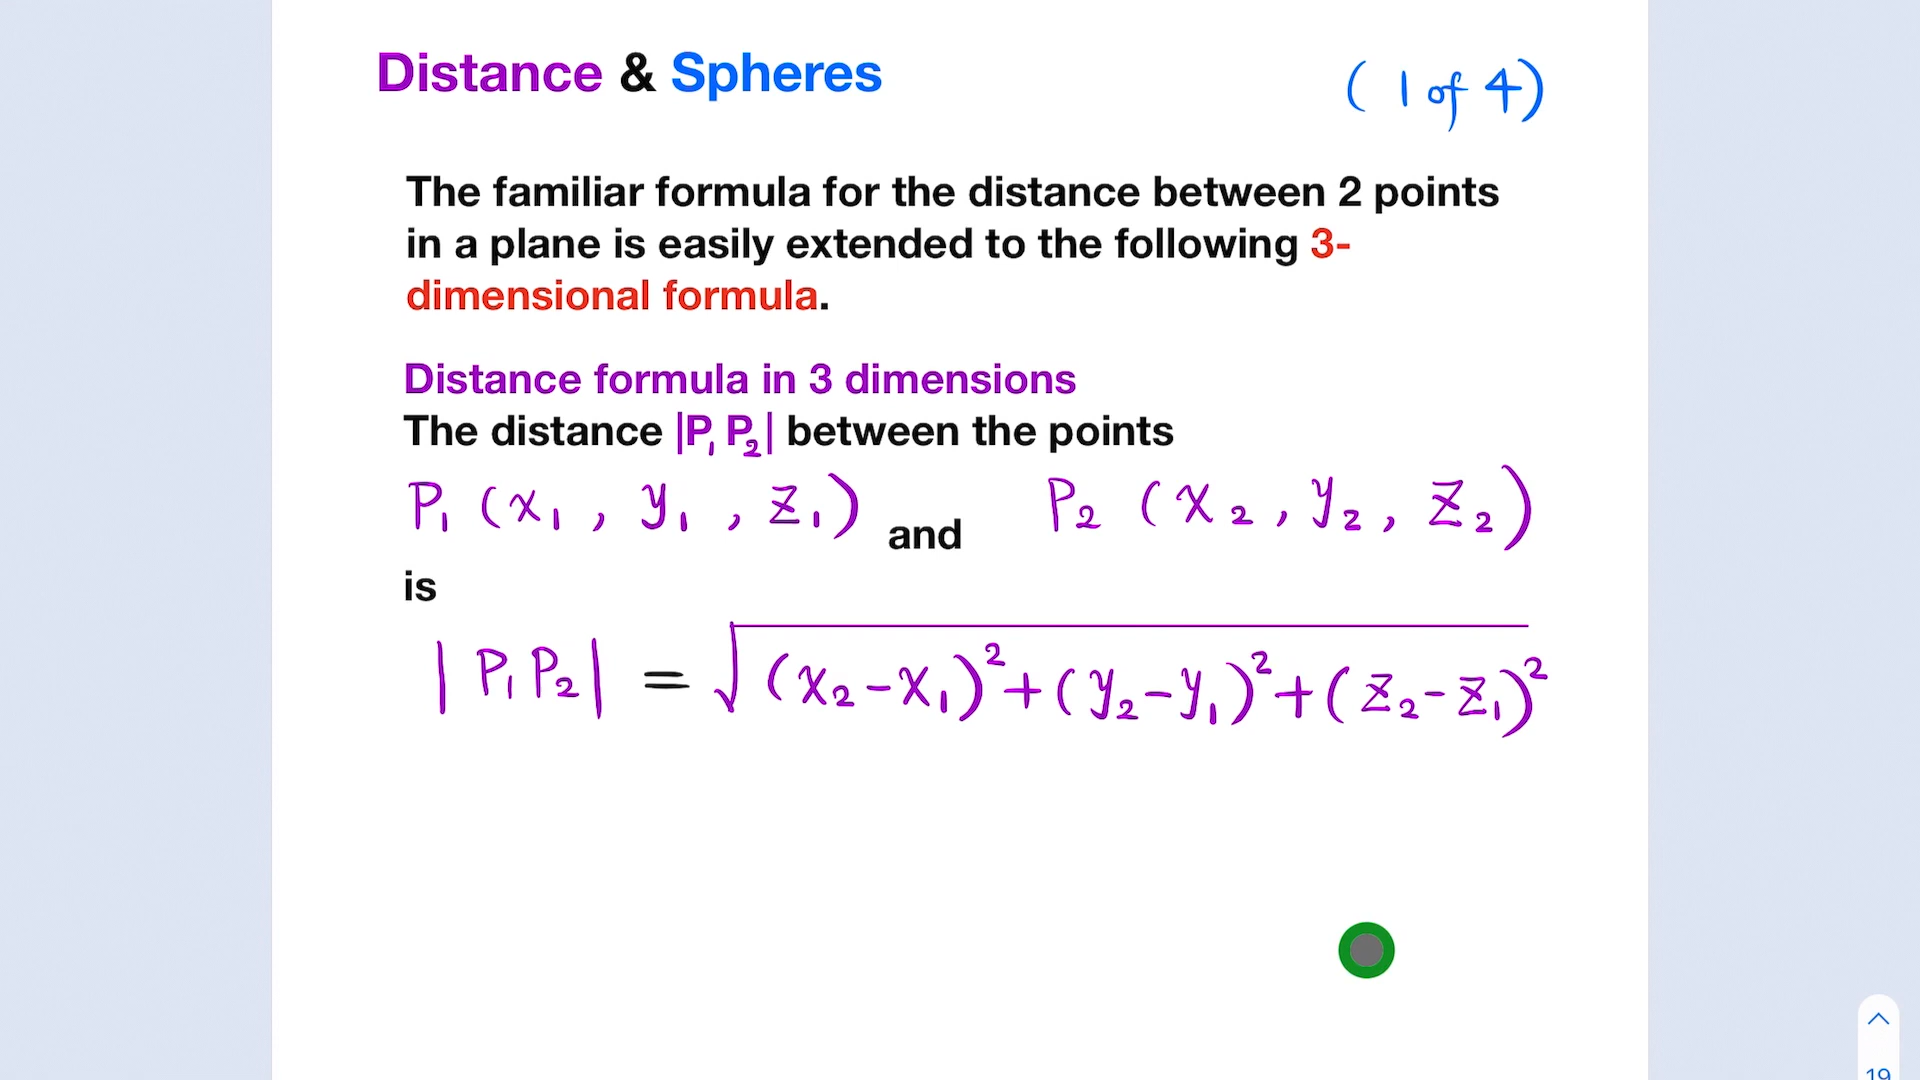 Distance & Spheres
(1 of 4)
The familiar formula for the distance between 2 points
in a plane is easily extended to the following 3-
dimensional formula.
Distance formula in 3 dimensions
The distance |P₁ P₂| between the points
P₁ (x₁ , y₁ , z₁) and P₂ (x₂ , y₂ , z₂)
is
|P₁P₂| = √((x₂-x₁)²+(y₂-y₁)²+(z₂-z₁)²)
19